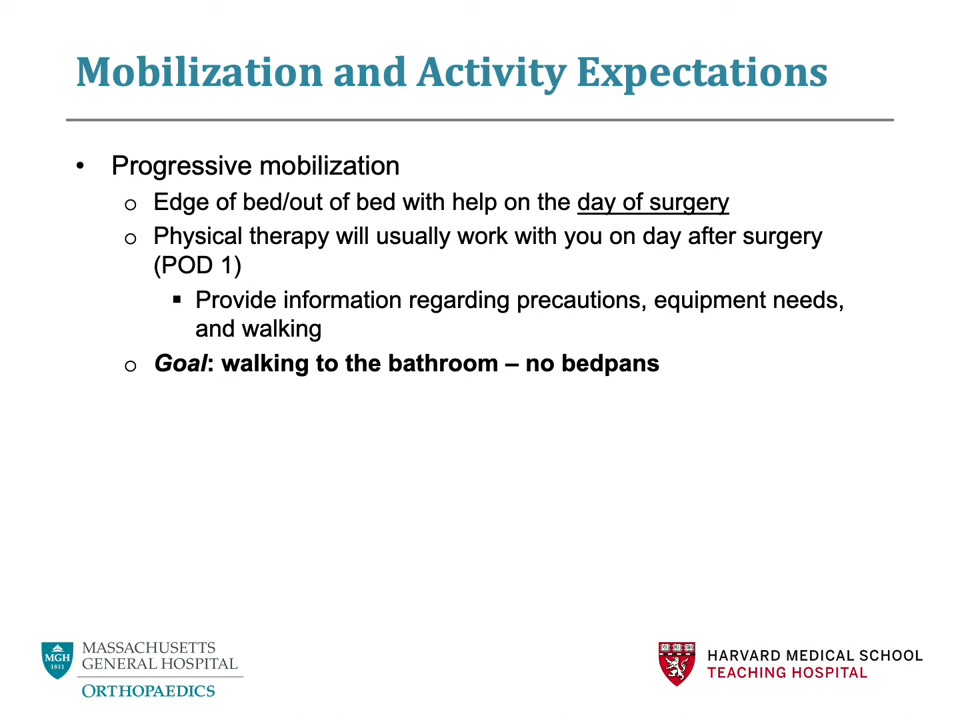 Mobilization and Activity Expectations
• Progressive mobilization
o Edge of bed/out of bed with help on the day of surgery
o Physical therapy will usually work with you on day after surgery
(POD 1)
▪ Provide information regarding precautions, equipment needs,
and walking
o Goal: walking to the bathroom – no bedpans
MGH
1811
MASSACHUSETTS
GENERAL HOSPITAL
ORTHOPAEDICS
HARVARD MEDICAL SCHOOL
TEACHING HOSPITAL